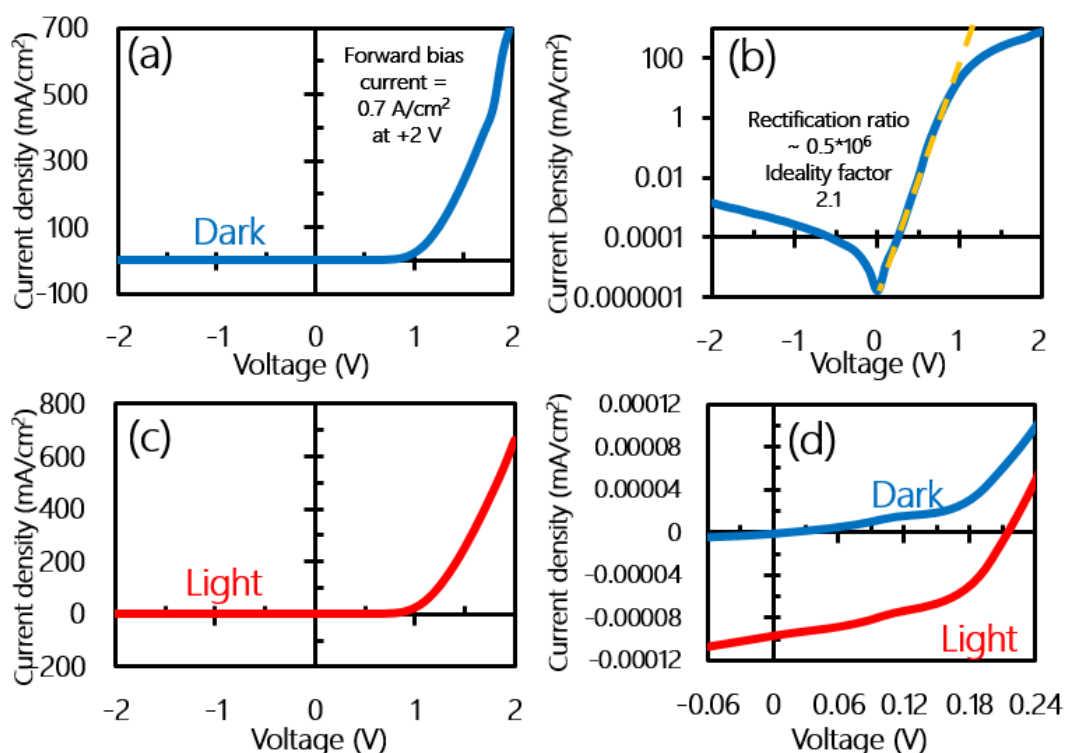 (a)
Forward bias
current =
0.7 A/cm²
at +2 V
Dark
Current density (mA/cm²)
700
500
300
100
-100
-2
-1
0
1
2
Voltage (V)
(b)
Rectification ratio
~ 0.5*10⁶
Ideality factor
2.1
Current Density (mA/cm²)
100
1
0.01
0.0001
0.000001
-2
-1
0
1
2
Voltage (V)
(c)
Light
Current density (mA/cm²)
800
600
400
200
0
-200
-2
-1
0
1
2
Voltage (V)
(d)
Dark
Light
Current density (mA/cm²)
0.00012
0.00008
0.00004
0
-0.00004
-0.00008
-0.00012
-0.06
0
0.06
0.12
0.18
0.24
Voltage (V)